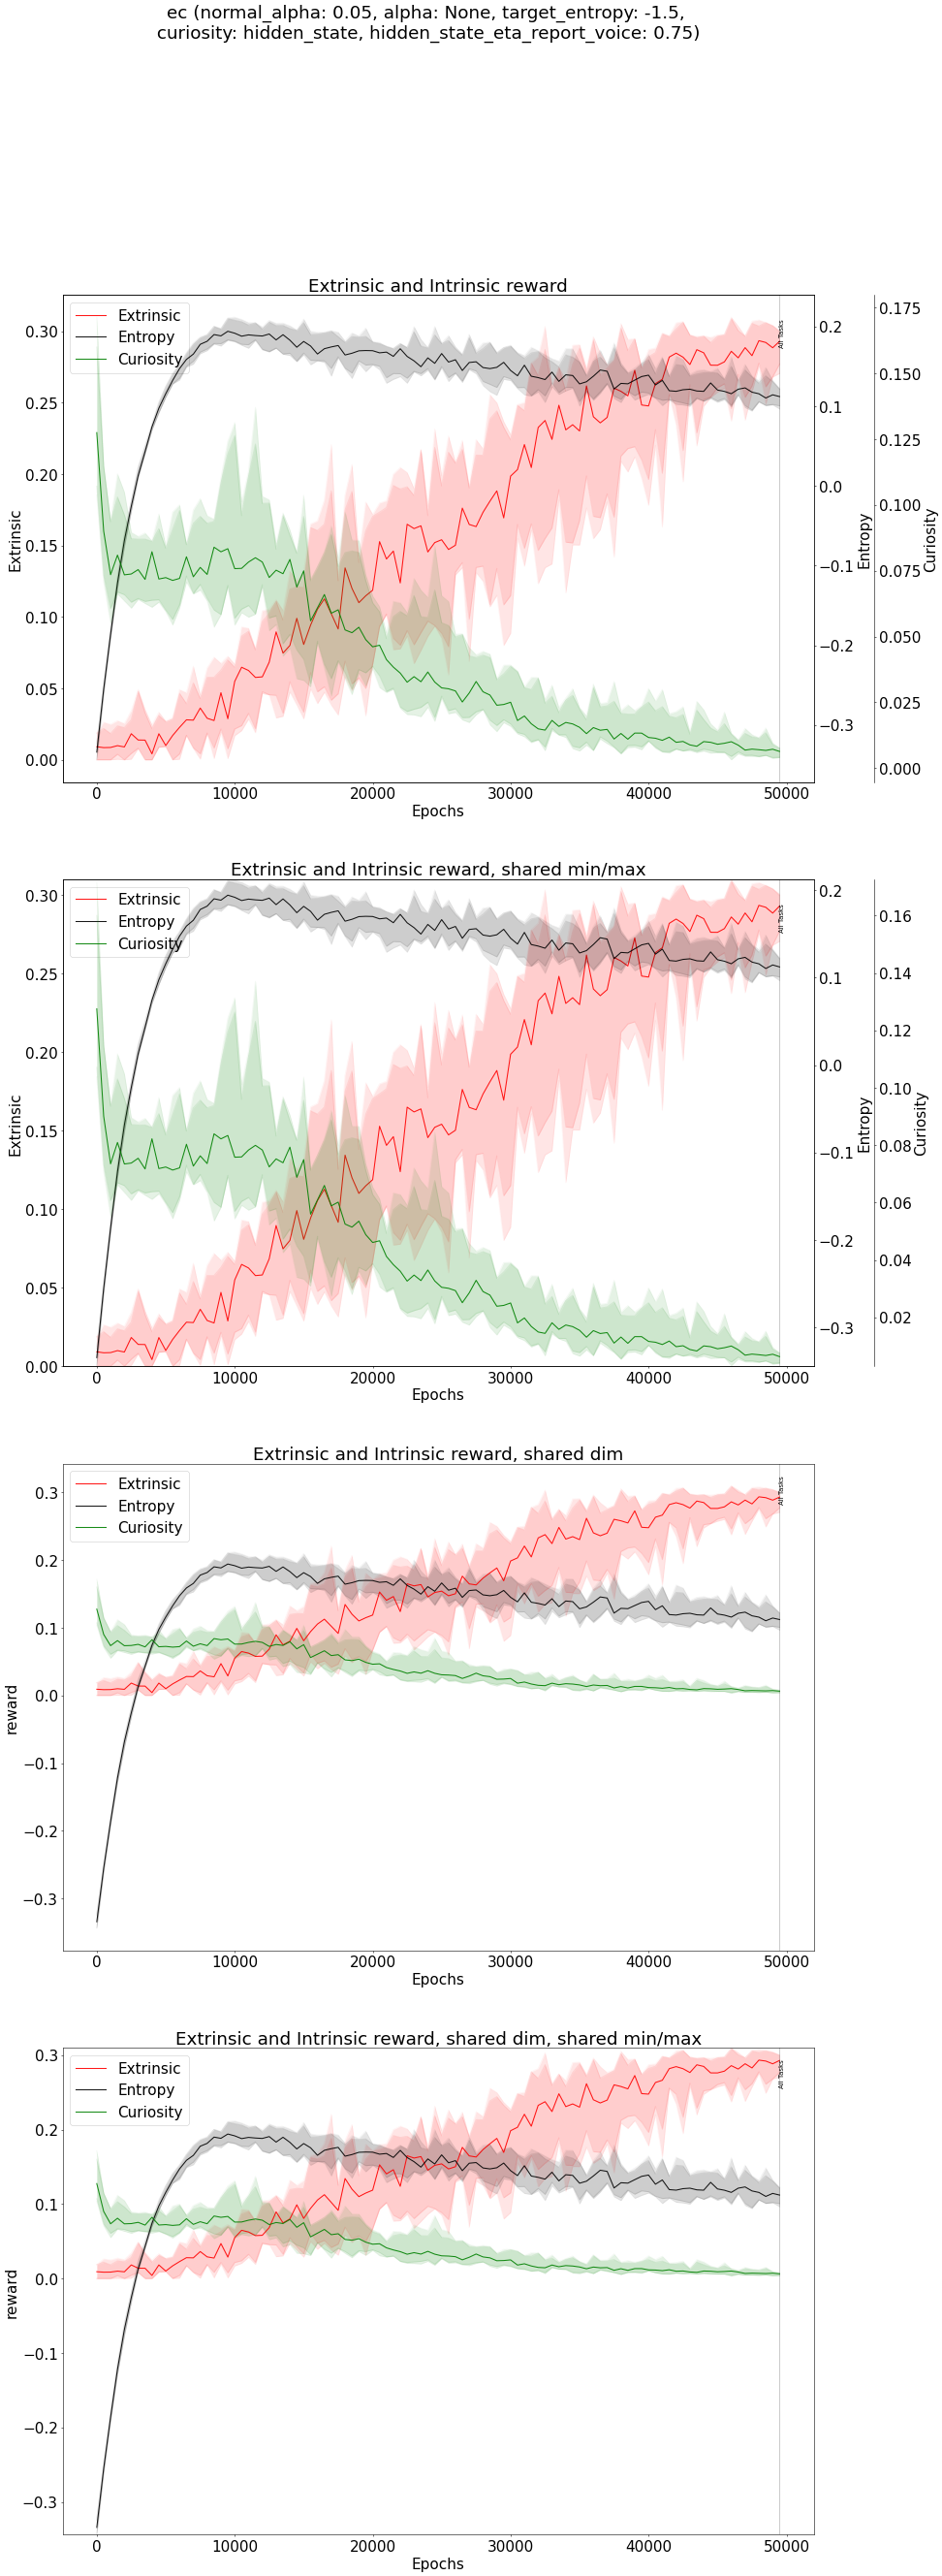 ec (normal_alpha: 0.05, alpha: None, target_entropy: -1.5,
curiosity: hidden_state, hidden_state_eta_report_voice: 0.75)
Extrinsic and Intrinsic reward
Extrinsic
Entropy
Curiosity
All Tasks
0.30
0.25
0.20
0.15
0.10
0.05
0.00
Extrinsic
0.2
0.1
0.0
−0.1
−0.2
−0.3
Entropy
0.175
0.150
0.125
0.100
0.075
0.050
0.025
0.000
Curiosity
0 10000 20000 30000 40000 50000
Epochs
Extrinsic and Intrinsic reward, shared min/max
Extrinsic
Entropy
Curiosity
All Tasks
0.30
0.25
0.20
0.15
0.10
0.05
0.00
Extrinsic
0.2
0.1
0.0
−0.1
−0.2
−0.3
Entropy
0.16
0.14
0.12
0.10
0.08
0.06
0.04
0.02
Curiosity
0 10000 20000 30000 40000 50000
Epochs
Extrinsic and Intrinsic reward, shared dim
Extrinsic
Entropy
Curiosity
All Tasks
0.3
0.2
0.1
0.0
−0.1
−0.2
−0.3
reward
0 10000 20000 30000 40000 50000
Epochs
Extrinsic and Intrinsic reward, shared dim, shared min/max
Extrinsic
Entropy
Curiosity
All Tasks
0.3
0.2
0.1
0.0
−0.1
−0.2
−0.3
reward
0 10000 20000 30000 40000 50000
Epochs